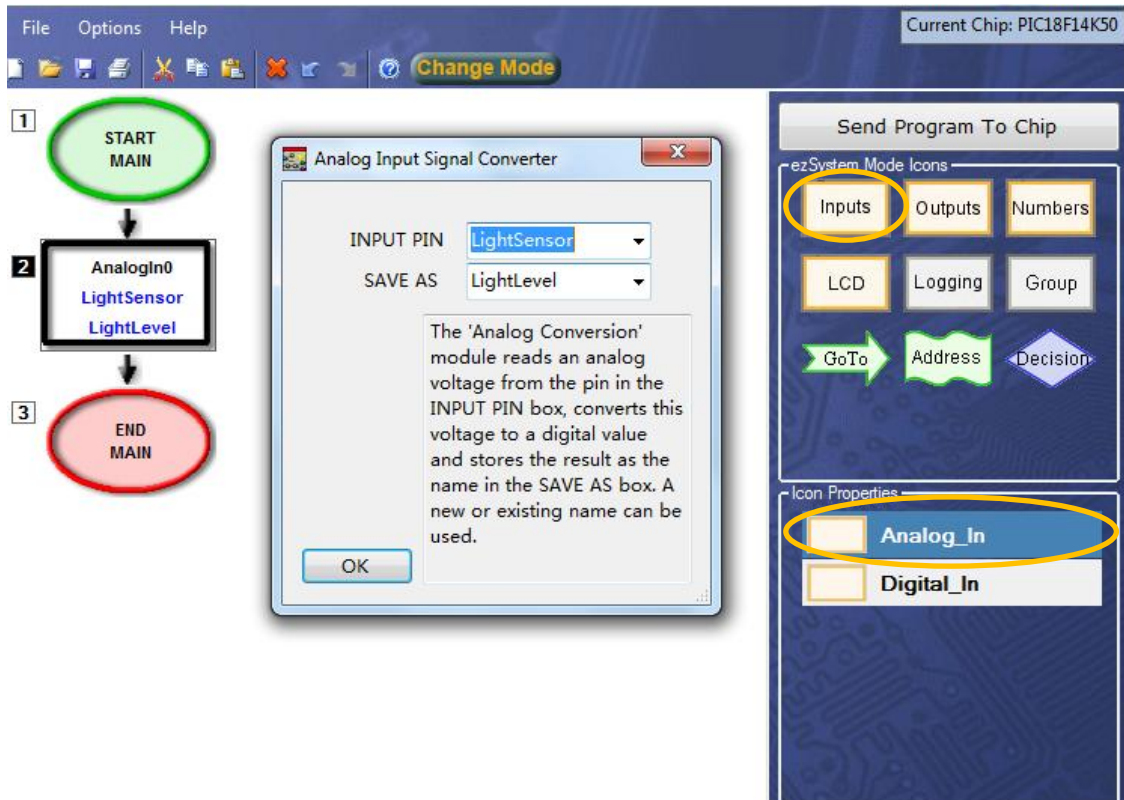 File Options Help
Current Chip: PIC18F14K50
Change Mode
1
START
MAIN
2
AnalogIn0
LightSensor
LightLevel
3
END
MAIN
Analog Input Signal Converter
INPUT PIN LightSensor
SAVE AS LightLevel
The 'Analog Conversion'
module reads an analog
voltage from the pin in the
INPUT PIN box, converts this
voltage to a digital value
and stores the result as the
name in the SAVE AS box. A
new or existing name can be
used.
OK
Send Program To Chip
ezSystem Mode Icons
Inputs Outputs Numbers
LCD Logging Group
GoTo Address Decision
Icon Properties
Analog_In
Digital_In